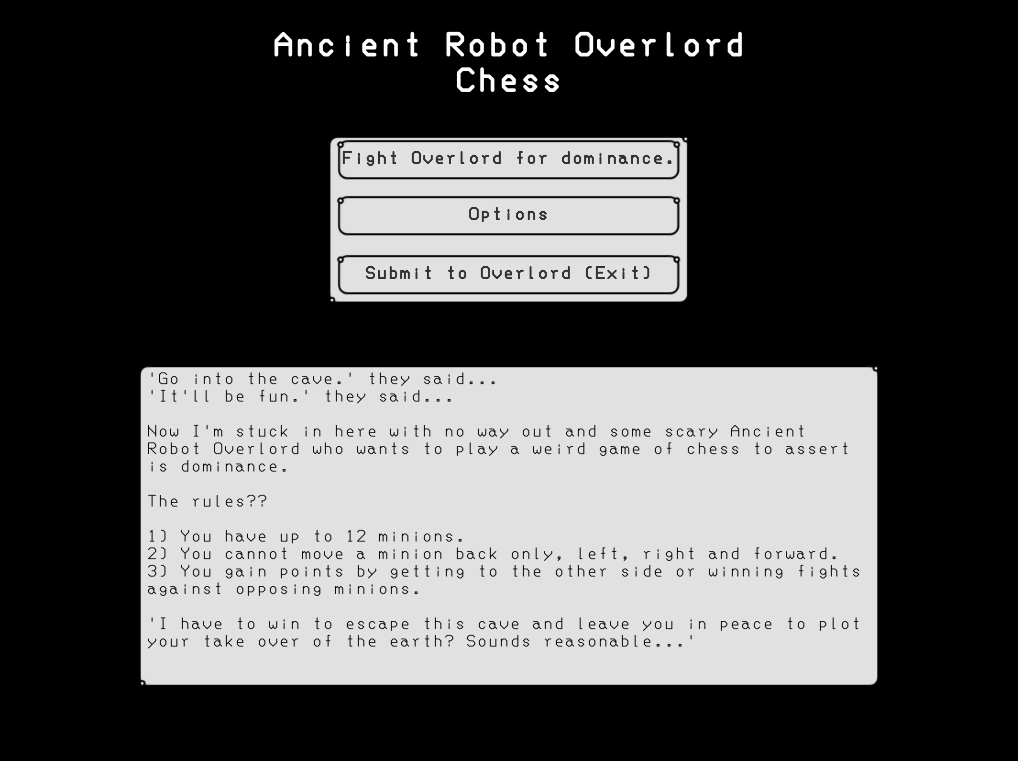 Ancient Robot Overlord
Chess
Fight Overlord for dominance.
Options
Submit to Overlord (Exit)
'Go into the cave.' they said...
'It'll be fun.' they said...
Now I'm stuck in here with no way out and some scary Ancient
Robot Overlord who wants to play a weird game of chess to assert
is dominance.
The rules??
1) You have up to 12 minions.
2) You cannot move a minion back only, left, right and forward.
3) You gain points by getting to the other side or winning fights
against opposing minions.
'I have to win to escape this cave and leave you in peace to plot
your take over of the earth? Sounds reasonable...'